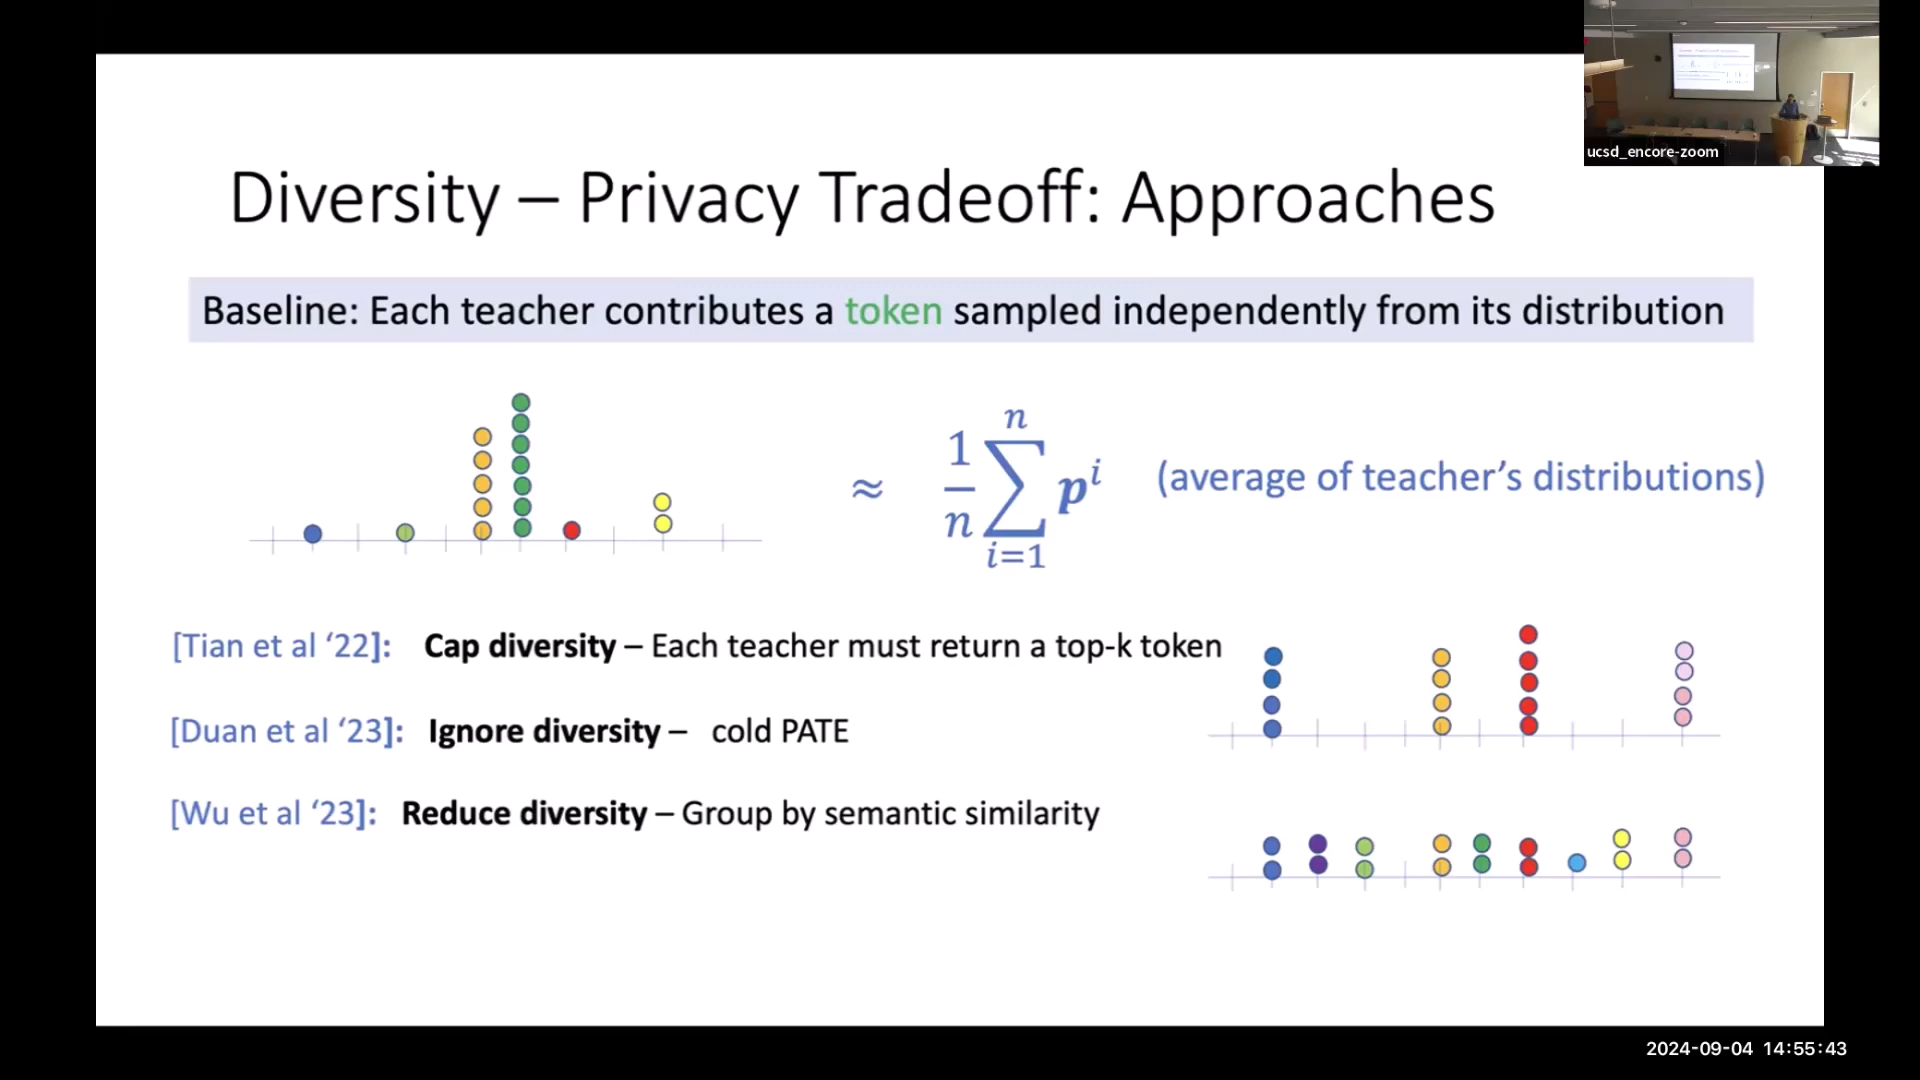 ucsd_encore-zoom
Diversity – Privacy Tradeoff: Approaches
Baseline: Each teacher contributes a token sampled independently from its distribution
≈ 1/n ∑_{i=1}^{n} p^i (average of teacher’s distributions)
[Tian et al ‘22]: Cap diversity – Each teacher must return a top-k token
[Duan et al ‘23]: Ignore diversity – cold PATE
[Wu et al ‘23]: Reduce diversity – Group by semantic similarity
2024-09-04 14:55:43